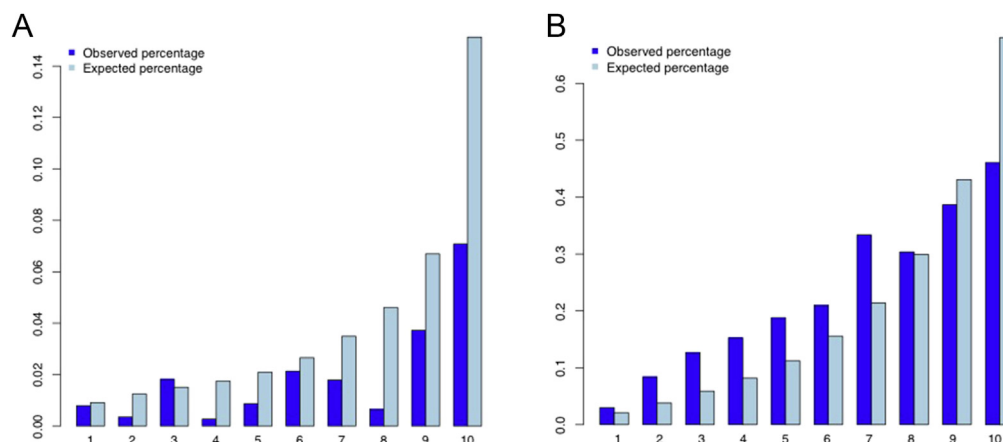 A
Observed percentage
Expected percentage
0.14
0.12
0.10
0.08
0.06
0.04
0.02
0.00
1 2 3 4 5 6 7 8 9 10
B
Observed percentage
Expected percentage
0.6
0.5
0.4
0.3
0.2
0.1
0.0
1 2 3 4 5 6 7 8 9 10